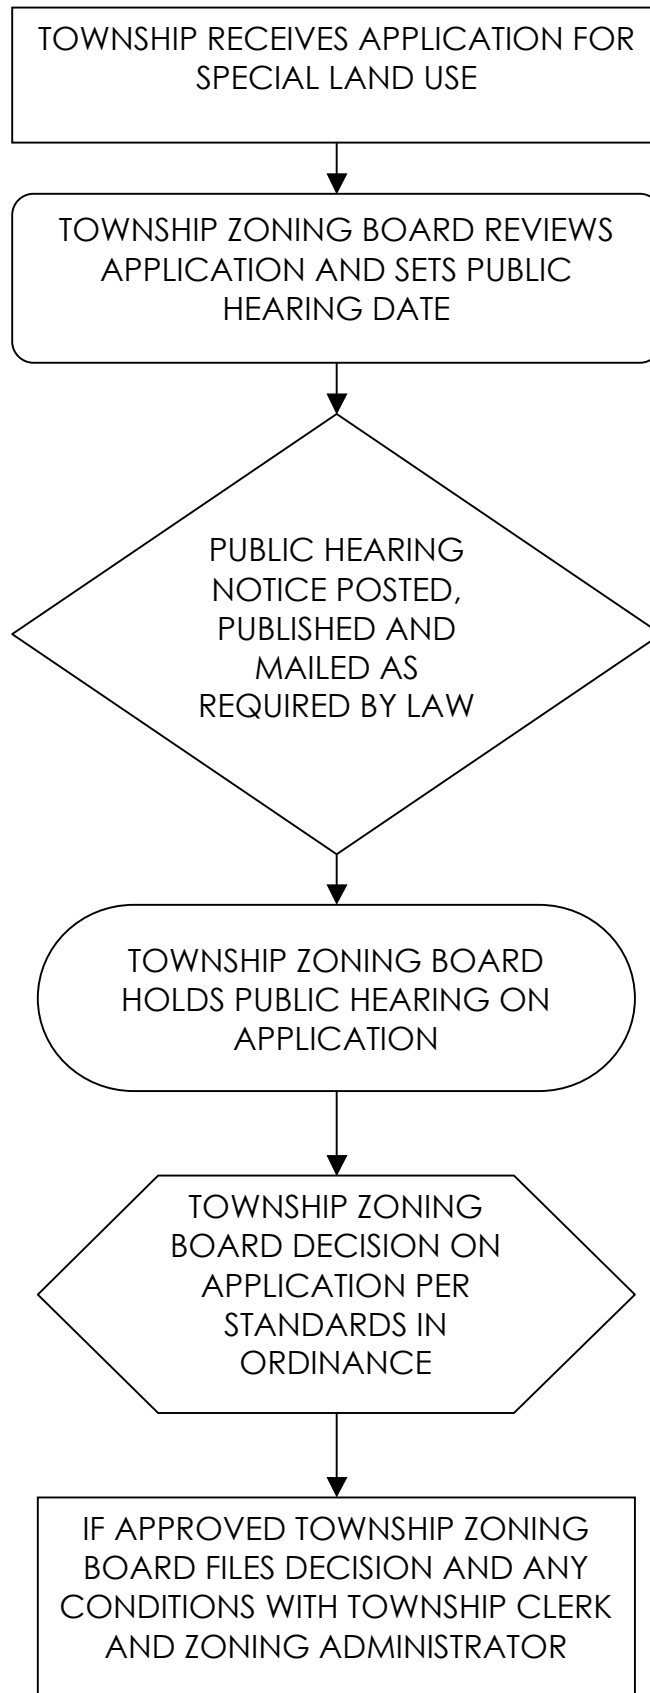 TOWNSHIP RECEIVES APPLICATION FOR
SPECIAL LAND USE
TOWNSHIP ZONING BOARD REVIEWS
APPLICATION AND SETS PUBLIC
HEARING DATE
PUBLIC HEARING
NOTICE POSTED,
PUBLISHED AND
MAILED AS
REQUIRED BY LAW
TOWNSHIP ZONING BOARD
HOLDS PUBLIC HEARING ON
APPLICATION
TOWNSHIP ZONING
BOARD DECISION ON
APPLICATION PER
STANDARDS IN
ORDINANCE
IF APPROVED TOWNSHIP ZONING
BOARD FILES DECISION AND ANY
CONDITIONS WITH TOWNSHIP CLERK
AND ZONING ADMINISTRATOR